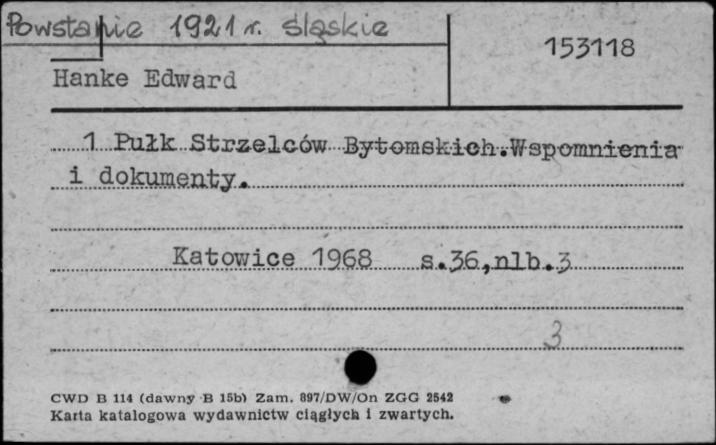 Powstanie 1921 r. śląskie
153118
Hanke Edward
1 Pułk Strzelców Bytomskich.Wspomnienia
i dokumenty.
Katowice 1968 s.36,nlb.3
3
CWD B 114 (dawny B 15b) Zam. 897/DW/On ZGG 2542
Karta katalogowa wydawnictw ciągłych i zwartych.